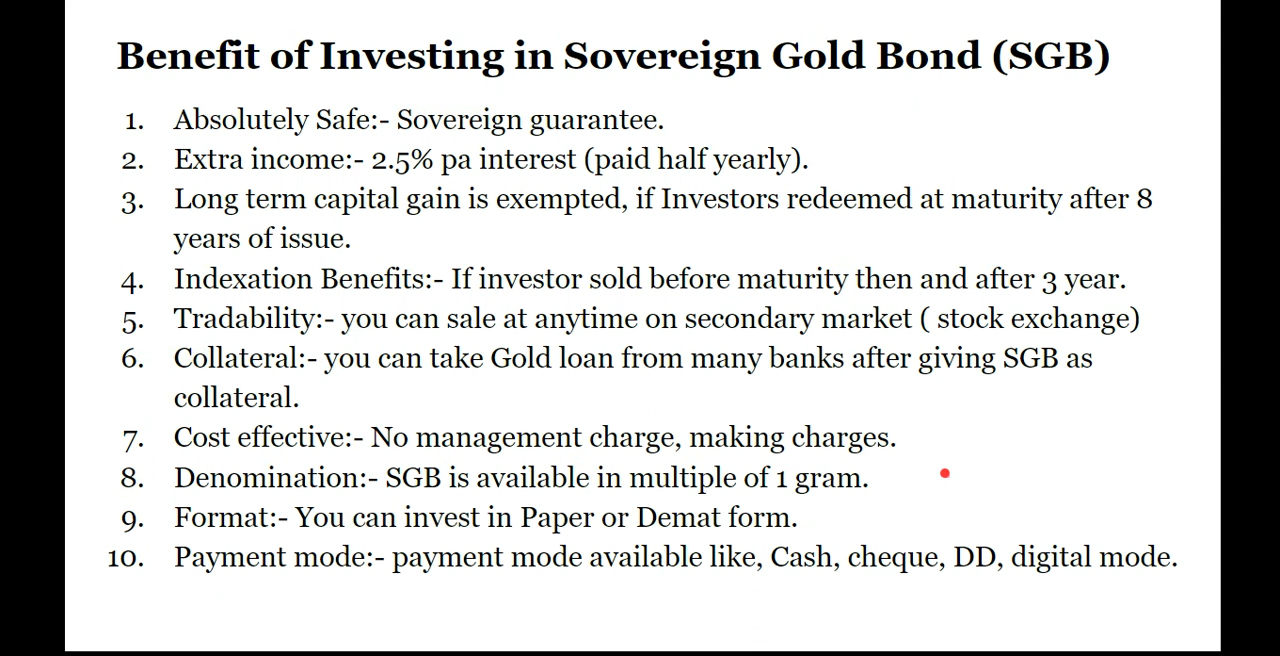 Benefit of Investing in Sovereign Gold Bond (SGB)
1. Absolutely Safe:- Sovereign guarantee.
2. Extra income:- 2.5% pa interest (paid half yearly).
3. Long term capital gain is exempted, if Investors redeemed at maturity after 8
years of issue.
4. Indexation Benefits:- If investor sold before maturity then and after 3 year.
5. Tradability:- you can sale at anytime on secondary market ( stock exchange)
6. Collateral:- you can take Gold loan from many banks after giving SGB as
collateral.
7. Cost effective:- No management charge, making charges.
8. Denomination:- SGB is available in multiple of 1 gram.
9. Format:- You can invest in Paper or Demat form.
10. Payment mode:- payment mode available like, Cash, cheque, DD, digital mode.